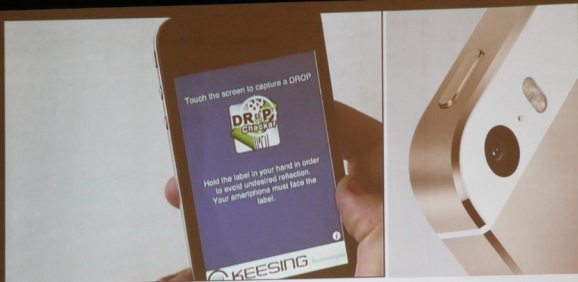 Touch the screen to capture a DROP
DROP
Checker
Hold the label in your hand in order
to avoid undesired reflection.
Your smartphone must face the
label.
i
KEESING Technologies